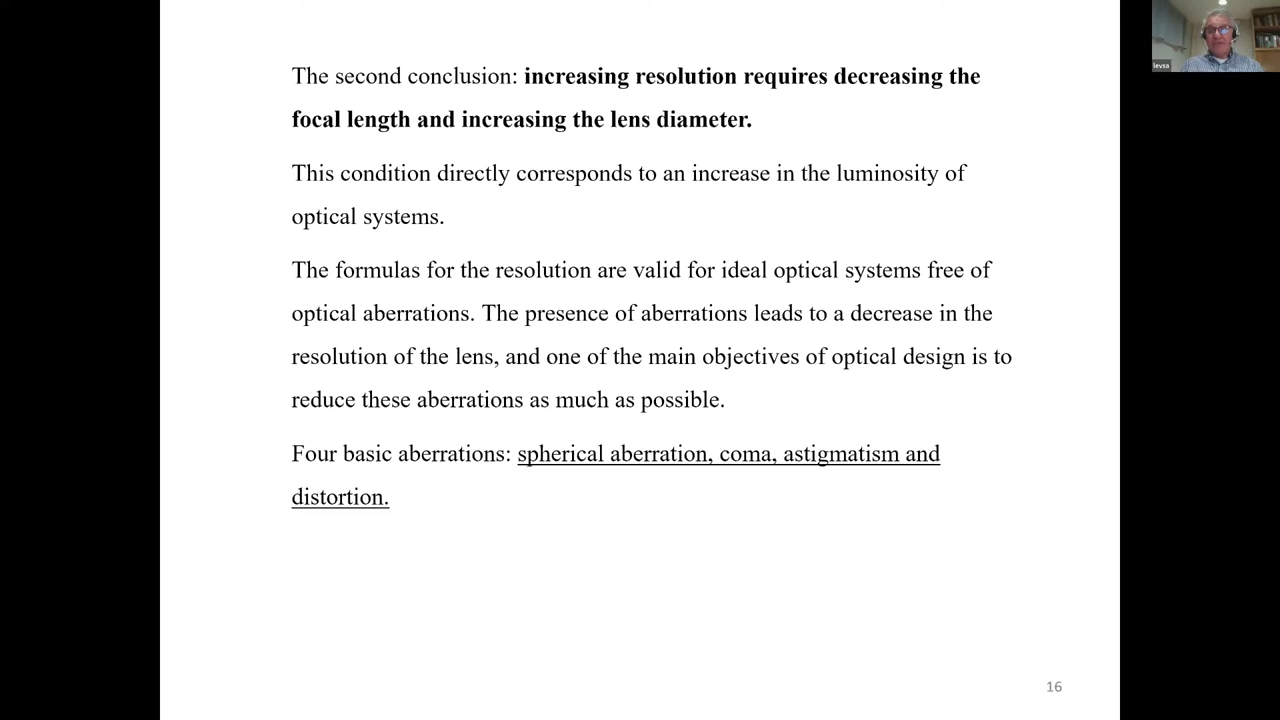 The second conclusion: increasing resolution requires decreasing the
focal length and increasing the lens diameter.
This condition directly corresponds to an increase in the luminosity of
optical systems.
The formulas for the resolution are valid for ideal optical systems free of
optical aberrations. The presence of aberrations leads to a decrease in the
resolution of the lens, and one of the main objectives of optical design is to
reduce these aberrations as much as possible.
Four basic aberrations: spherical aberration, coma, astigmatism and
distortion.
16
levsa